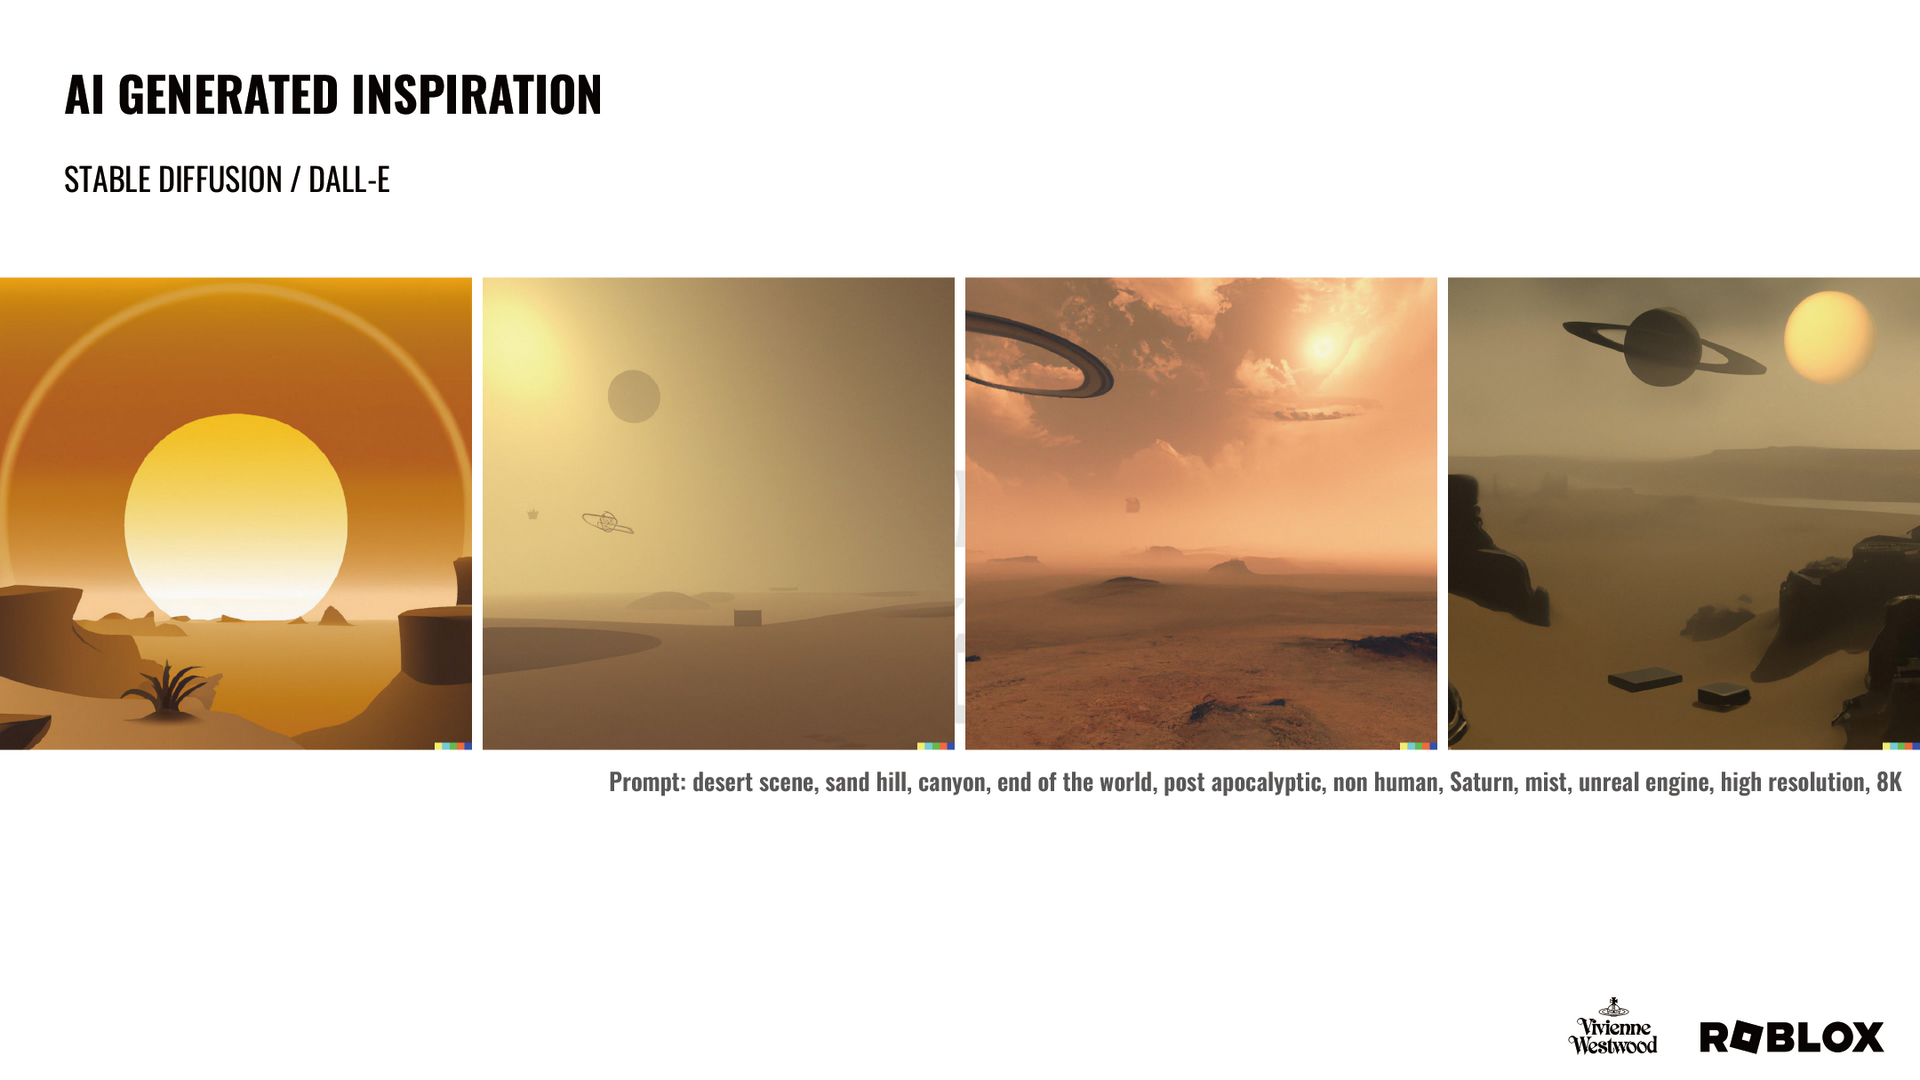 AI GENERATED INSPIRATION
STABLE DIFFUSION / DALL-E
Prompt: desert scene, sand hill, canyon, end of the world, post apocalyptic, non human, Saturn, mist, unreal engine, high resolution, 8K
Vivienne
Westwood
ROBLOX